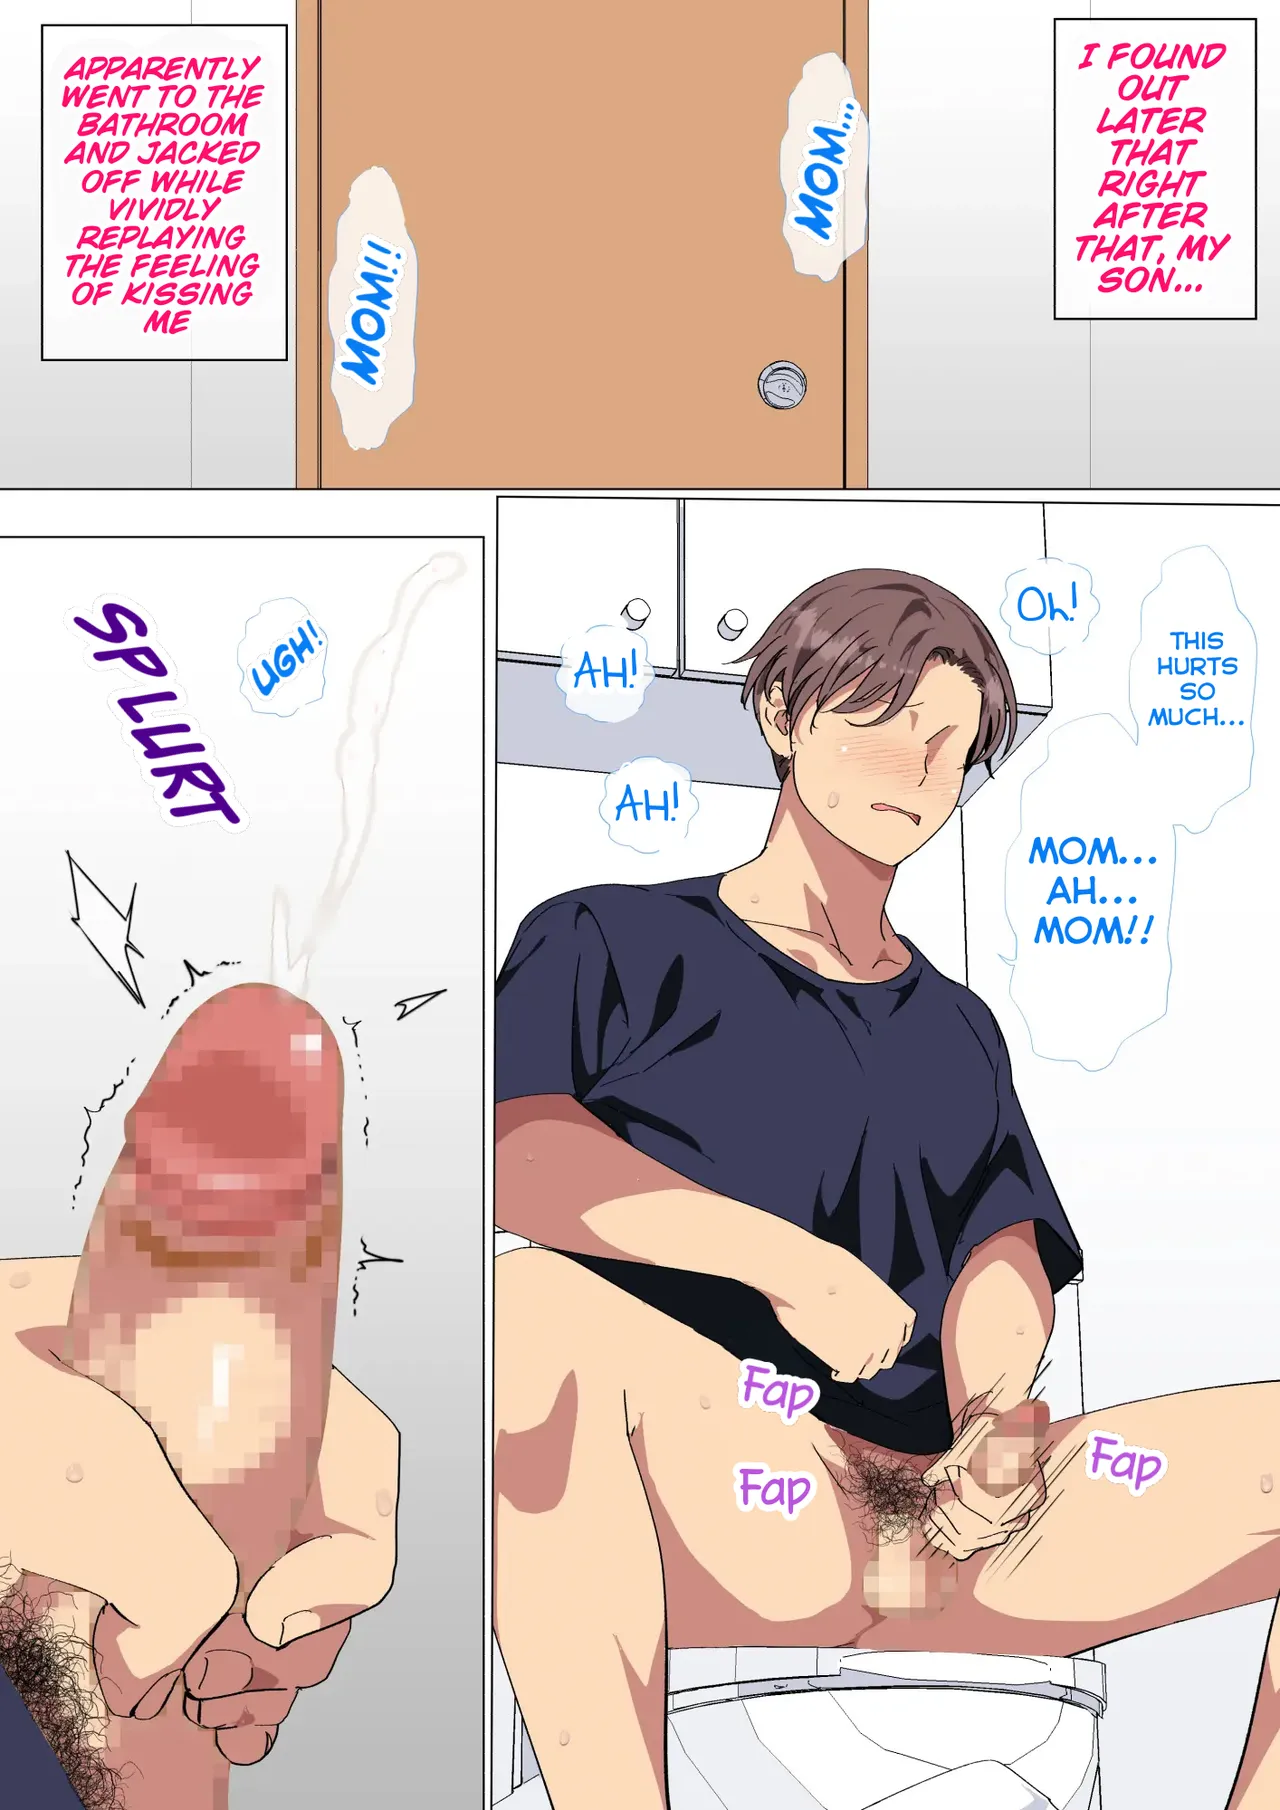 I FOUND
OUT
LATER
THAT
RIGHT
AFTER
THAT, MY
SON...
MOM...
MOM!!
APPARENTLY
WENT TO THE
BATHROOM
AND JACKED
OFF WHILE
VIVIDLY
REPLAYING
THE FEELING
OF KISSING
ME
THIS
HURTS
SO
MUCH...
MOM...
AH...
MOM!!
Oh!
AH!
AH!
Fap
Fap
Fap
UGH!
SPLURT